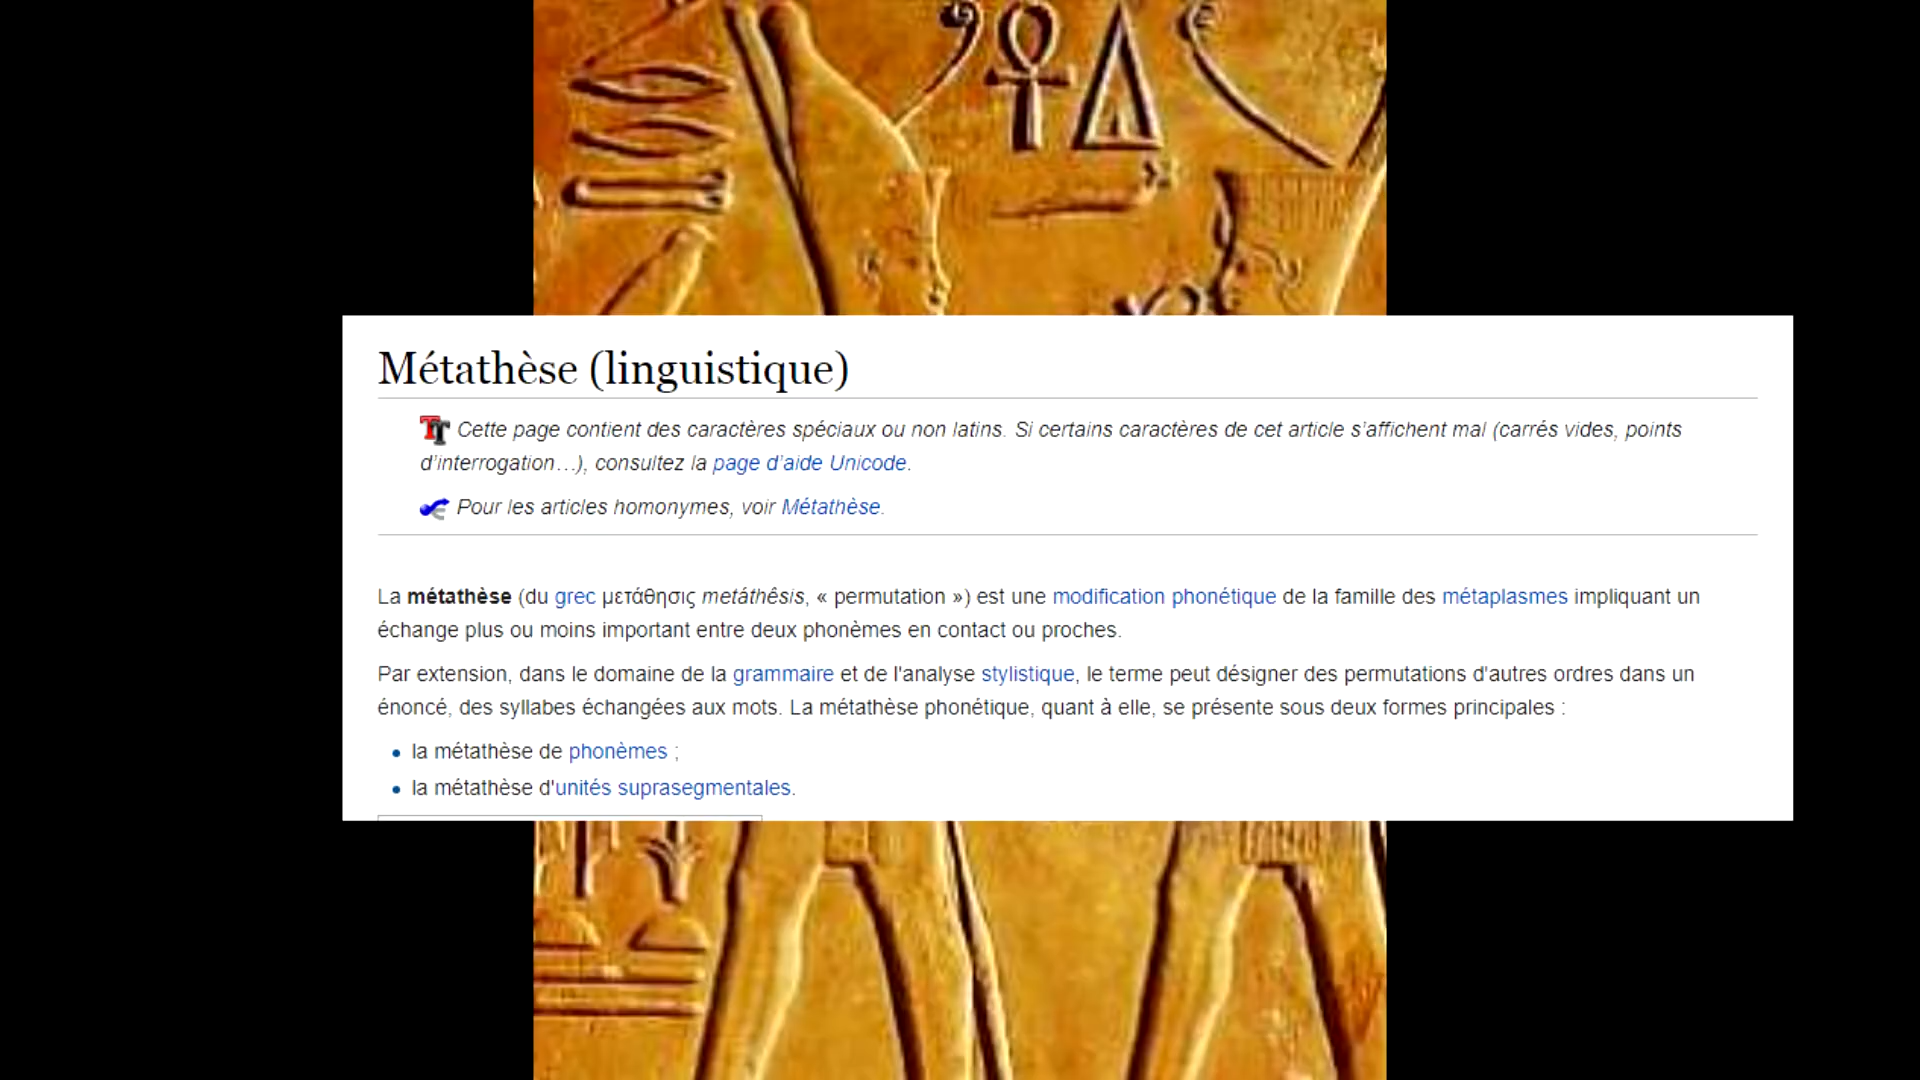 Métathèse (linguistique)
Cette page contient des caractères spéciaux ou non latins. Si certains caractères de cet article s’affichent mal (carrés vides, points
d’interrogation…), consultez la page d’aide Unicode.
Pour les articles homonymes, voir Métathèse.
La métathèse (du grec μετάθησις metáthêsis, « permutation ») est une modification phonétique de la famille des métaplasmes impliquant un
échange plus ou moins important entre deux phonèmes en contact ou proches.
Par extension, dans le domaine de la grammaire et de l'analyse stylistique, le terme peut désigner des permutations d'autres ordres dans un
énoncé, des syllabes échangées aux mots. La métathèse phonétique, quant à elle, se présente sous deux formes principales :
• la métathèse de phonèmes ;
• la métathèse d'unités suprasegmentales.